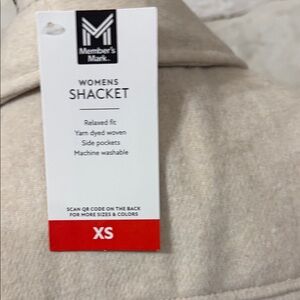 Member's
Mark.
WOMENS
SHACKET
Relaxed fit
Yarn dyed woven
Side pockets
Machine washable
SCAN QR CODE ON THE BACK
FOR MORE SIZES & COLORS
XS